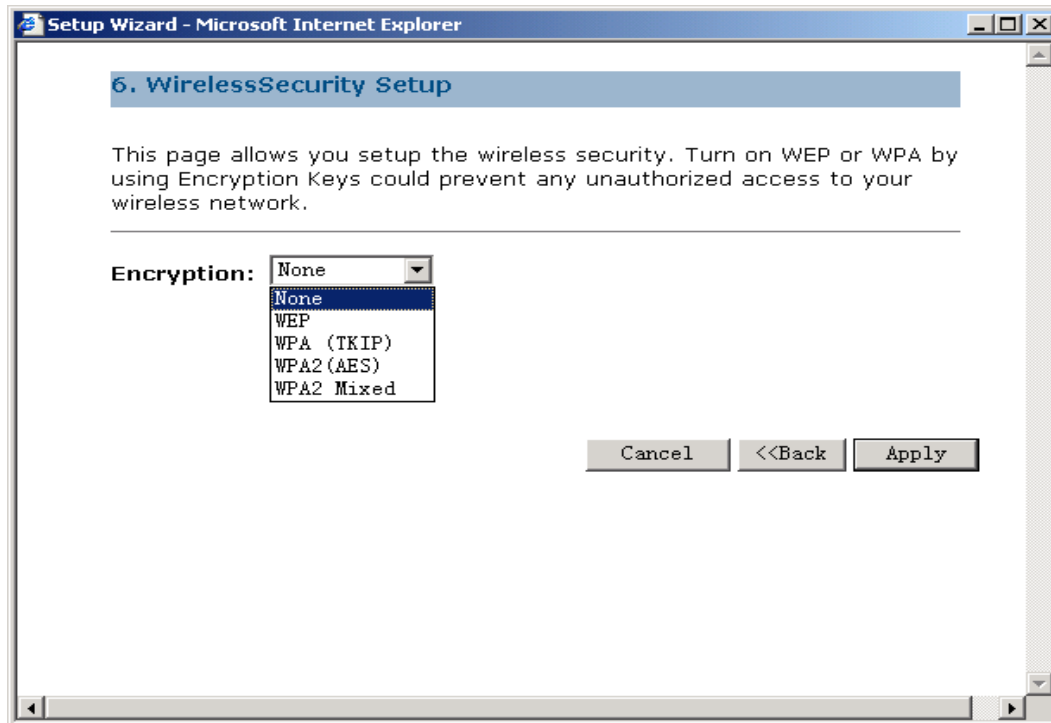 Setup Wizard - Microsoft Internet Explorer
6. WirelessSecurity Setup
This page allows you setup the wireless security. Turn on WEP or WPA by
using Encryption Keys could prevent any unauthorized access to your
wireless network.
Encryption: None
None
WEP
WPA (TKIP)
WPA2(AES)
WPA2 Mixed
Cancel <<Back Apply